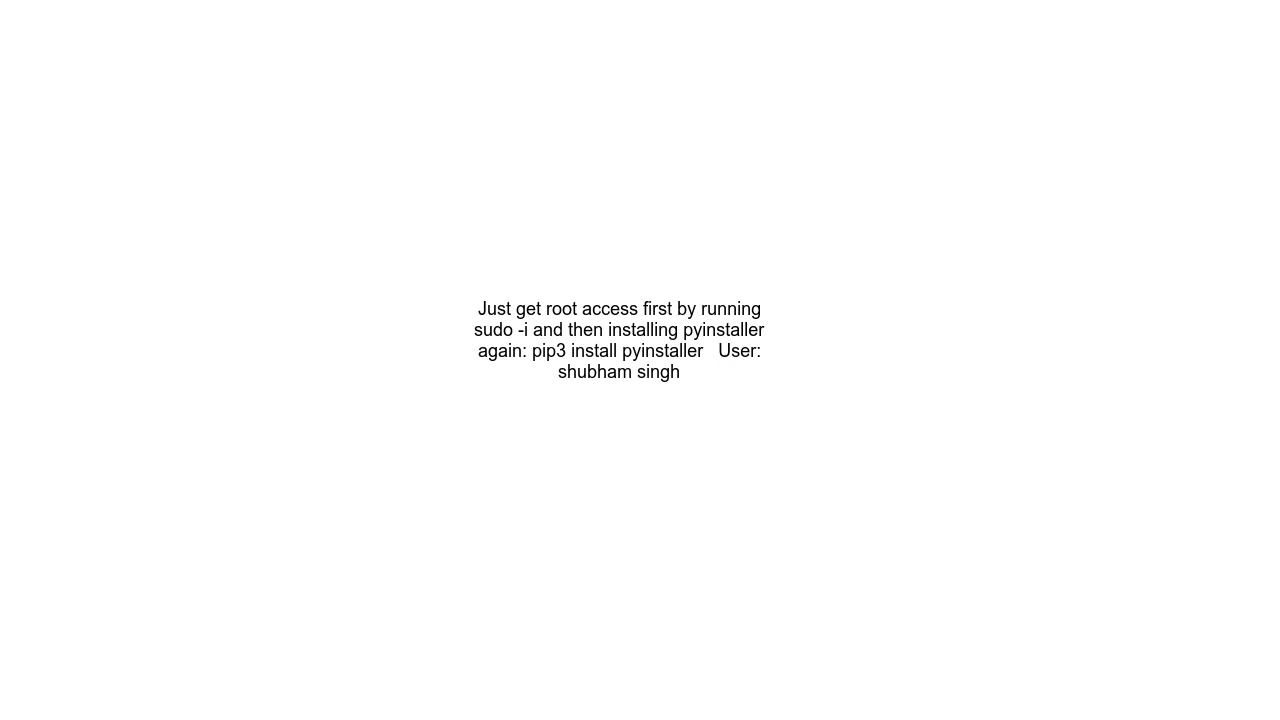 Just get root access first by running
sudo -i and then installing pyinstaller
again: pip3 install pyinstaller   User:
shubham singh